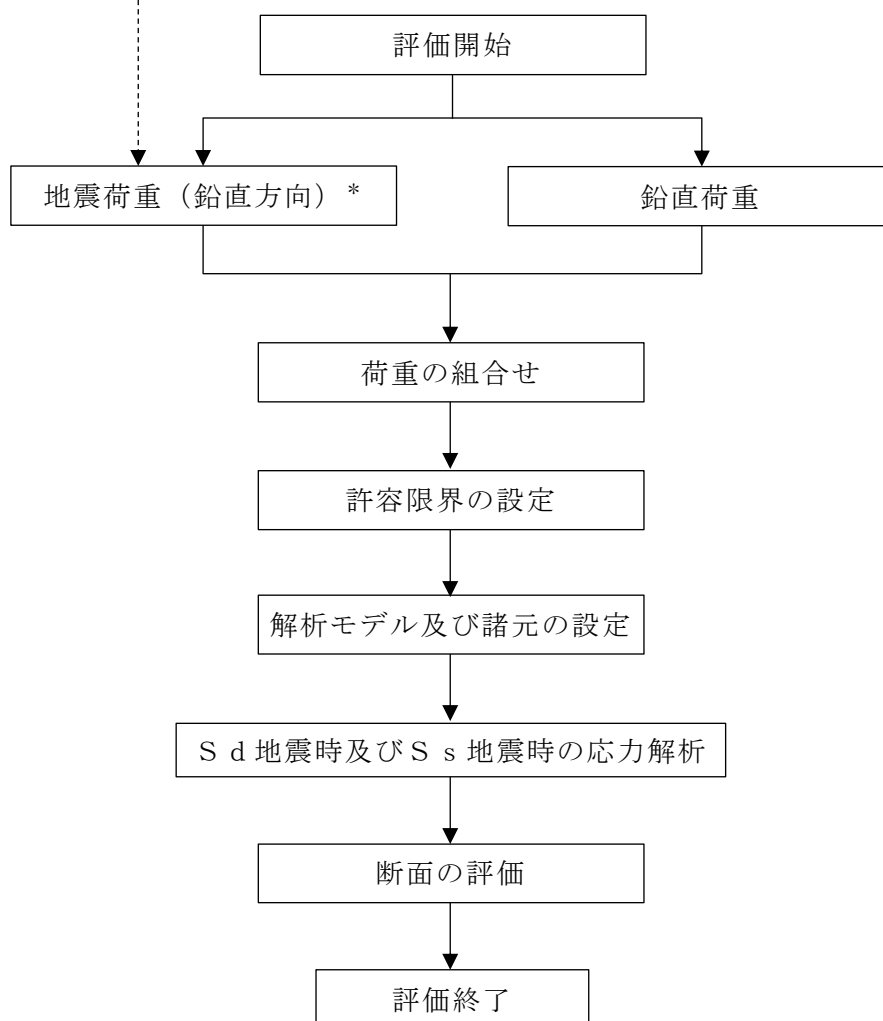 評価開始
地震荷重（鉛直方向）*
鉛直荷重
荷重の組合せ
許容限界の設定
解析モデル及び諸元の設定
Ｓｄ地震時及びＳｓ地震時の応力解析
断面の評価
評価終了